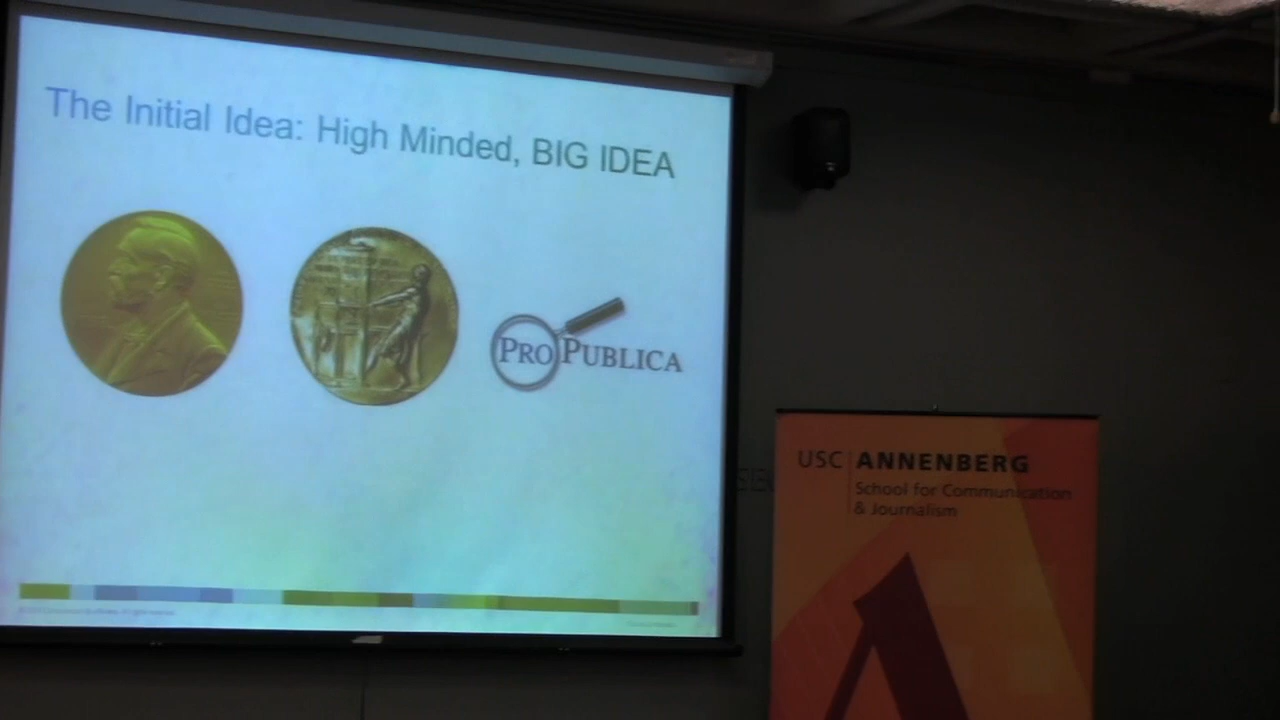 The Initial Idea: High Minded, BIG IDEA
PROPUBLICA
USC ANNENBERG
School for Communication
& Journalism